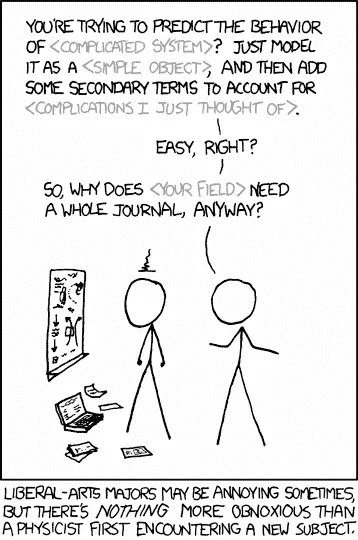 YOU'RE TRYING TO PREDICT THE BEHAVIOR
OF <COMPLICATED SYSTEM>? JUST MODEL
IT AS A <SIMPLE OBJECT>, AND THEN ADD
SOME SECONDARY TERMS TO ACCOUNT FOR
<COMPLICATIONS I JUST THOUGHT OF>.
EASY, RIGHT?
SO, WHY DOES <YOUR FIELD> NEED
A WHOLE JOURNAL, ANYWAY?
LIBERAL-ARTS MAJORS MAY BE ANNOYING SOMETIMES,
BUT THERE'S NOTHING MORE OBNOXIOUS THAN
A PHYSICIST FIRST ENCOUNTERING A NEW SUBJECT.